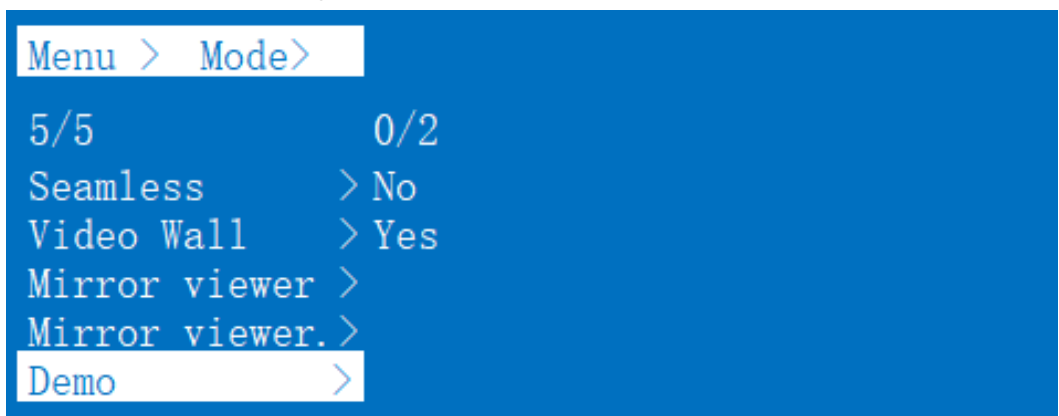 Menu > Mode>
5/5 0/2
Seamless > No
Video Wall > Yes
Mirror viewer >
Mirror viewer. >
Demo >